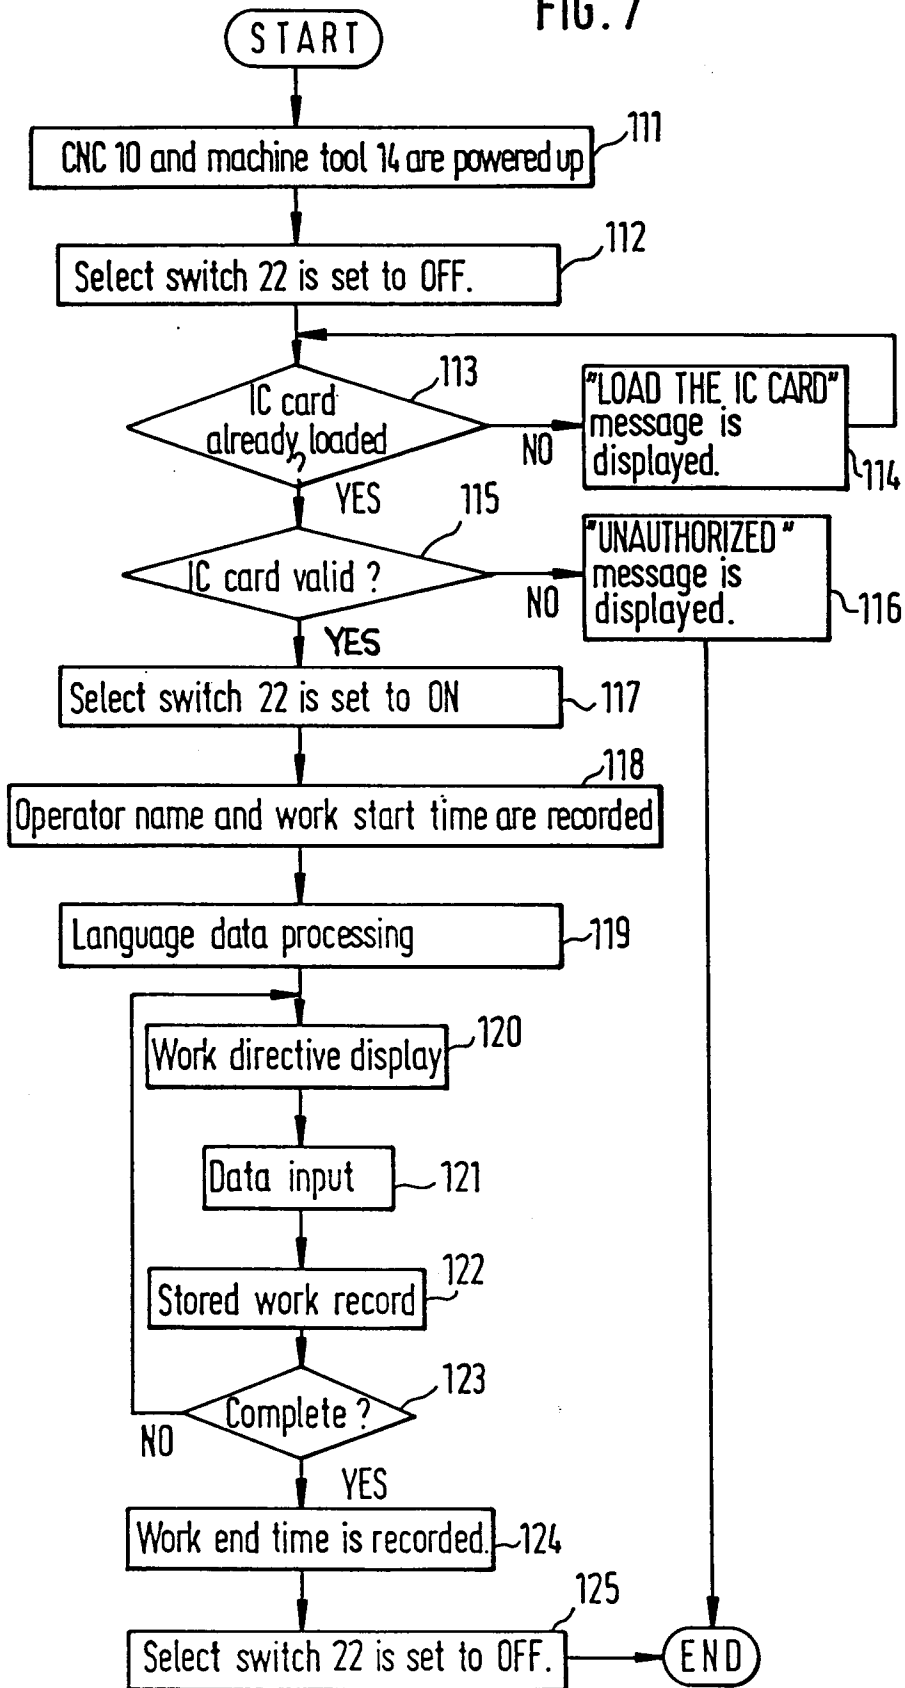 FIG. 7
START
CNC 10 and machine tool 14 are powered up
111
Select switch 22 is set to OFF.
112
IC card
already loaded
?
113
NO
"LOAD THE IC CARD"
message is
displayed.
114
YES
IC card valid ?
115
NO
"UNAUTHORIZED"
message is
displayed.
116
YES
Select switch 22 is set to ON
117
118
Operator name and work start time are recorded
Language data processing
119
Work directive display
120
Data input
121
Stored work record
122
Complete ?
123
NO
YES
Work end time is recorded.
124
125
Select switch 22 is set to OFF.
END